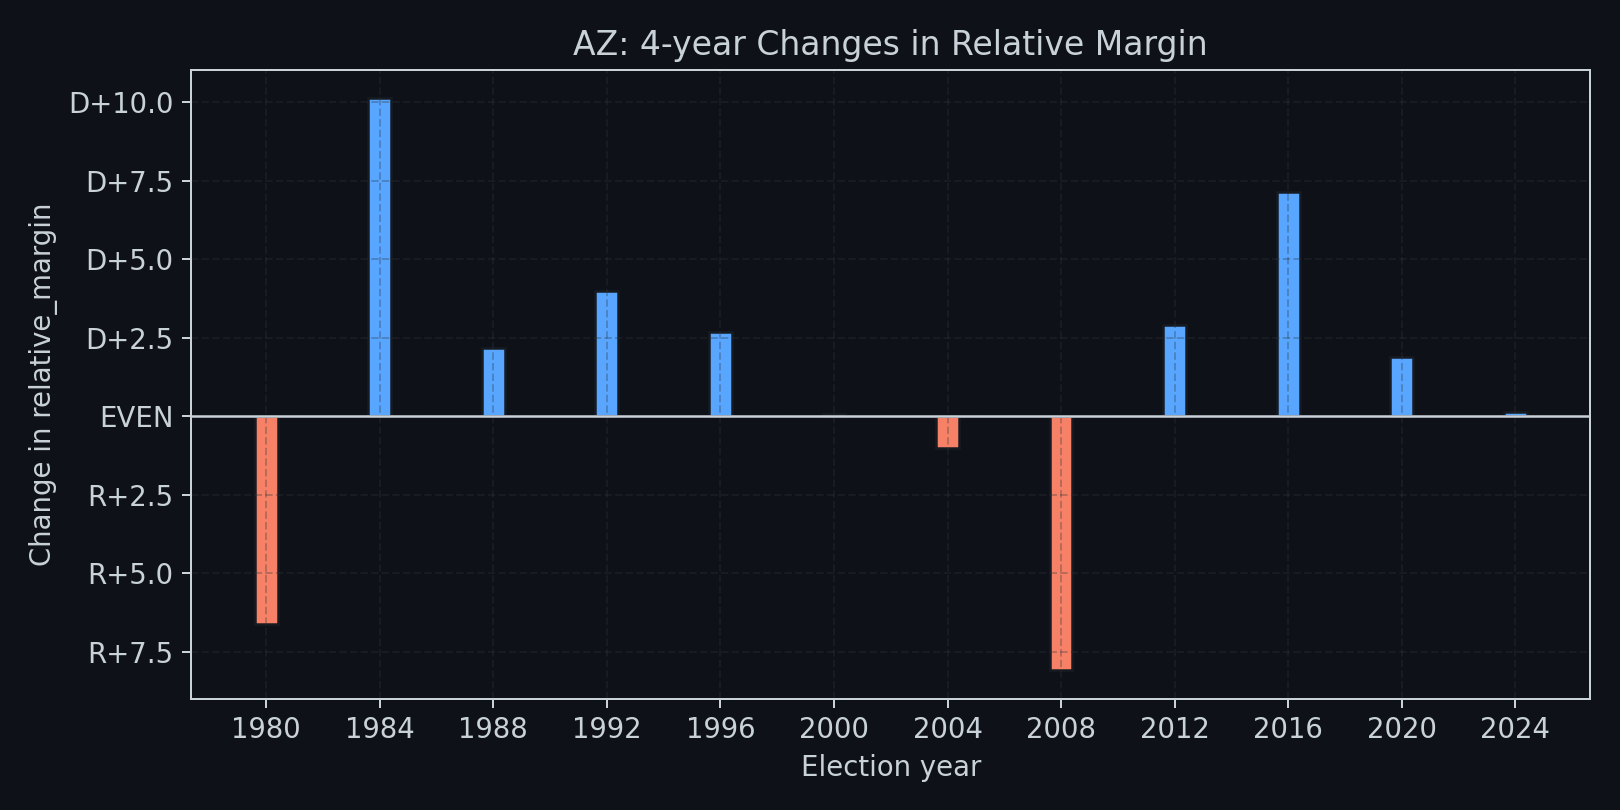 AZ: 4-year Changes in Relative Margin
Change in relative_margin
D+10.0
D+7.5
D+5.0
D+2.5
EVEN
R+2.5
R+5.0
R+7.5
1980 1984 1988 1992 1996 2000 2004 2008 2012 2016 2020 2024
Election year